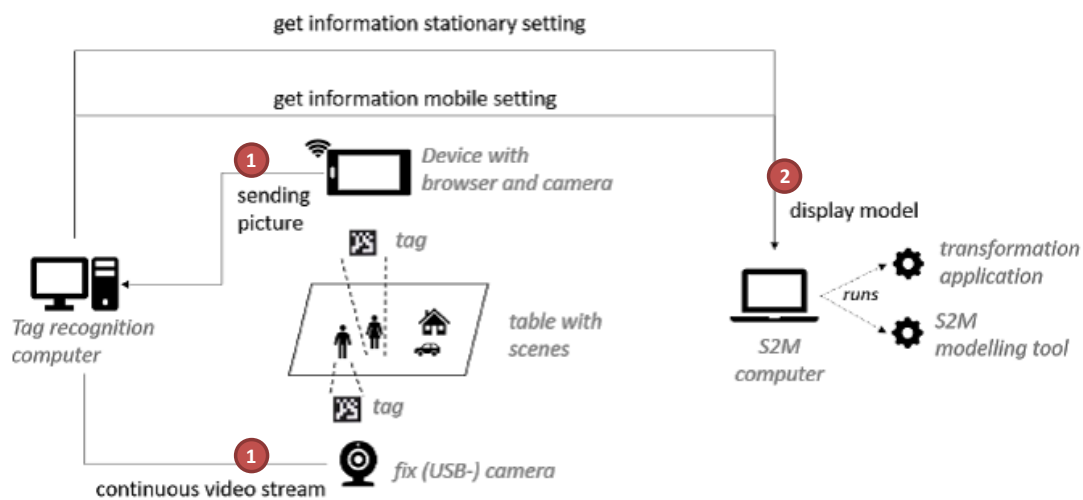 get information stationary setting
get information mobile setting
1
sending
picture
Device with
browser and camera
2
display model
tag
Tag recognition
computer
table with
scenes
runs
transformation
application
S2M
modelling tool
S2M
computer
tag
1
continuous video stream
fix (USB-) camera